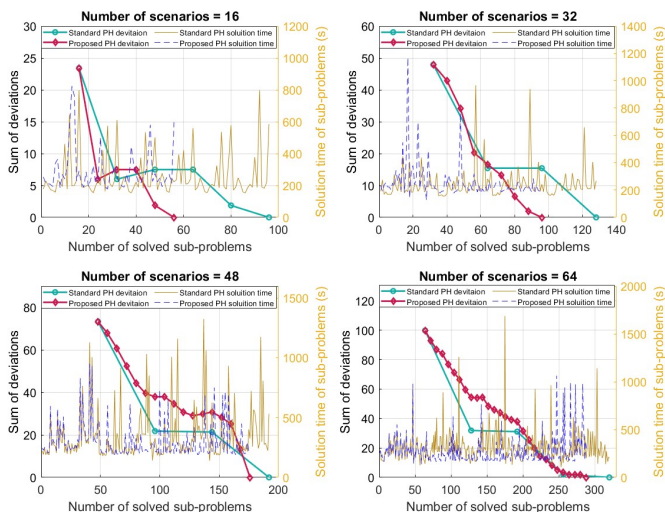 Number of scenarios = 16
Standard PH devitaion
Standard PH soluition time
Proposed PH devitaion
Proposed PH solution time
Sum of deviations
30
25
20
15
10
5
0
1200
1000
800
600
400
200
0
Solution time of sub-problems (s)
0 20 40 60 80 100
Number of solved sub-problems
Number of scenarios = 32
Standard PH devitaion
Standard PH soluition time
Proposed PH devitaion
Proposed PH solution time
Sum of deviations
60
50
40
30
20
10
0
1400
1200
1000
800
600
400
200
0
Solution time of sub-problems (s)
0 20 40 60 80 100 120 140
Number of solved sub-problems
Number of scenarios = 48
Standard PH devitaion
Standard PH soluition time
Proposed PH devitaion
Proposed PH solution time
Sum of deviations
80
60
40
20
0
1500
1000
500
0
Solution time of sub-problems (s)
0 50 100 150 200
Number of solved sub-problems
Number of scenarios = 64
Standard PH devitaion
Standard PH soluition time
Proposed PH devitaion
Proposed PH solution time
Sum of deviations
120
100
80
60
40
20
0
2000
1500
1000
500
0
Solution time of sub-problems (s)
0 50 100 150 200 250 300
Number of solved sub-problems